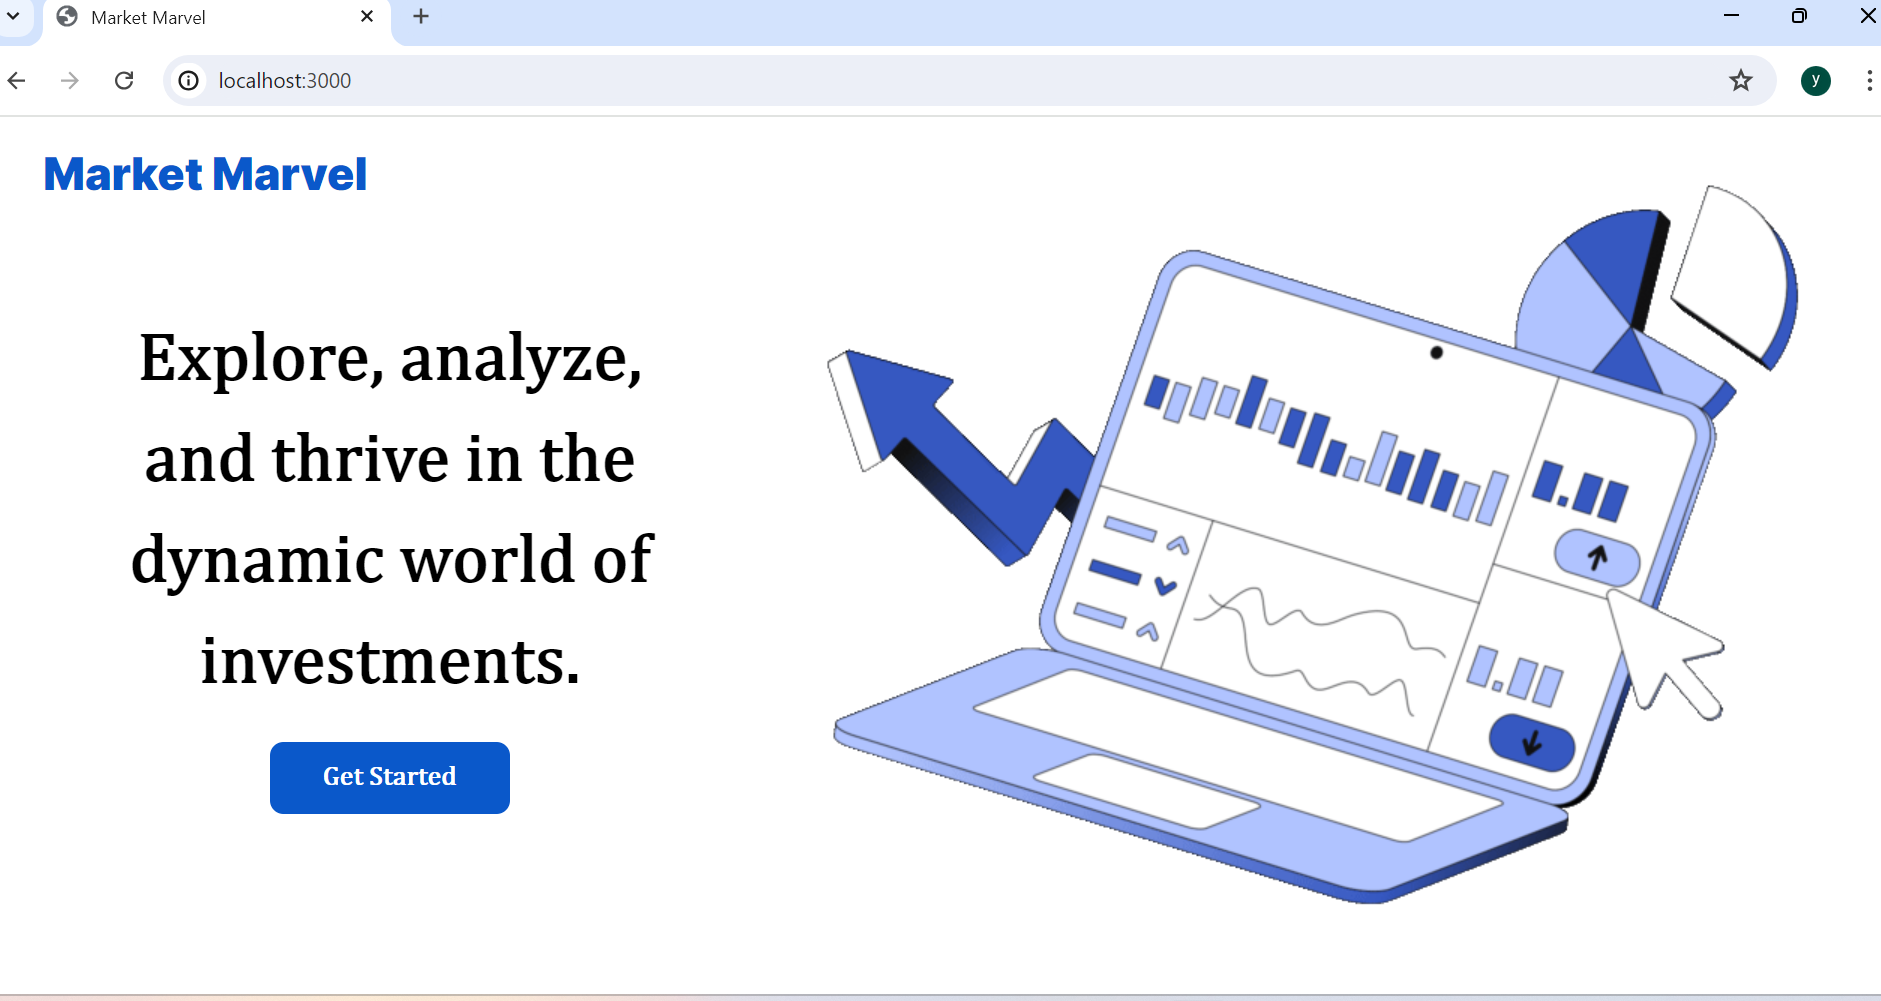 Market Marvel
localhost:3000
y
Market Marvel
Explore, analyze,
and thrive in the
dynamic world of
investments.
Get Started